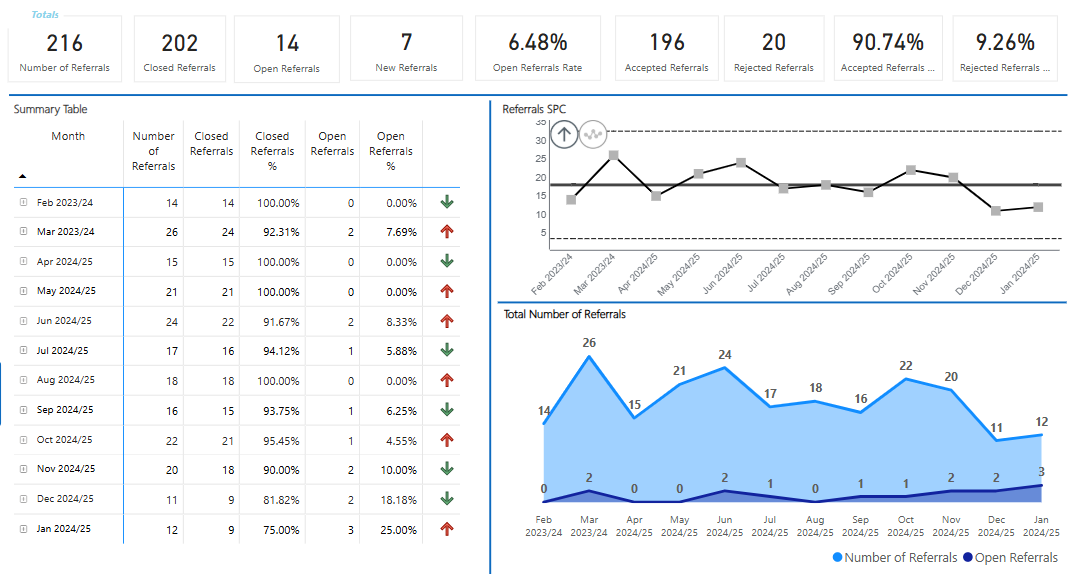 Totals
216 202 14 7 6.48% 196 20 90.74% 9.26%
Number of Referrals Closed Referrals Open Referrals New Referrals Open Referrals Rate Accepted Referrals Rejected Referrals Accepted Referrals ... Rejected Referrals ...
Summary Table
Month Number of Referrals Closed Referrals Closed Referrals % Open Referrals Open Referrals %
Feb 2023/24 14 14 100.00% 0 0.00%
Mar 2023/24 26 24 92.31% 2 7.69%
Apr 2024/25 15 15 100.00% 0 0.00%
May 2024/25 21 21 100.00% 0 0.00%
Jun 2024/25 24 22 91.67% 2 8.33%
Jul 2024/25 17 16 94.12% 1 5.88%
Aug 2024/25 18 18 100.00% 0 0.00%
Sep 2024/25 16 15 93.75% 1 6.25%
Oct 2024/25 22 21 95.45% 1 4.55%
Nov 2024/25 20 18 90.00% 2 10.00%
Dec 2024/25 11 9 81.82% 2 18.18%
Jan 2024/25 12 9 75.00% 3 25.00%
Referrals SPC
35
30
25
20
15
10
5
Feb 2023/24 Mar 2023/24 Apr 2024/25 May 2024/25 Jun 2024/25 Jul 2024/25 Aug 2024/25 Sep 2024/25 Oct 2024/25 Nov 2024/25 Dec 2024/25 Jan 2024/25
Total Number of Referrals
14 26 15 21 24 17 18 16 22 20 11 12
0 2 0 0 2 1 0 1 1 2 2 3
Feb Mar Apr May Jun Jul Aug Sep Oct Nov Dec Jan
2023/24 2023/24 2024/25 2024/25 2024/25 2024/25 2024/25 2024/25 2024/25 2024/25 2024/25 2024/25
Number of Referrals Open Referrals